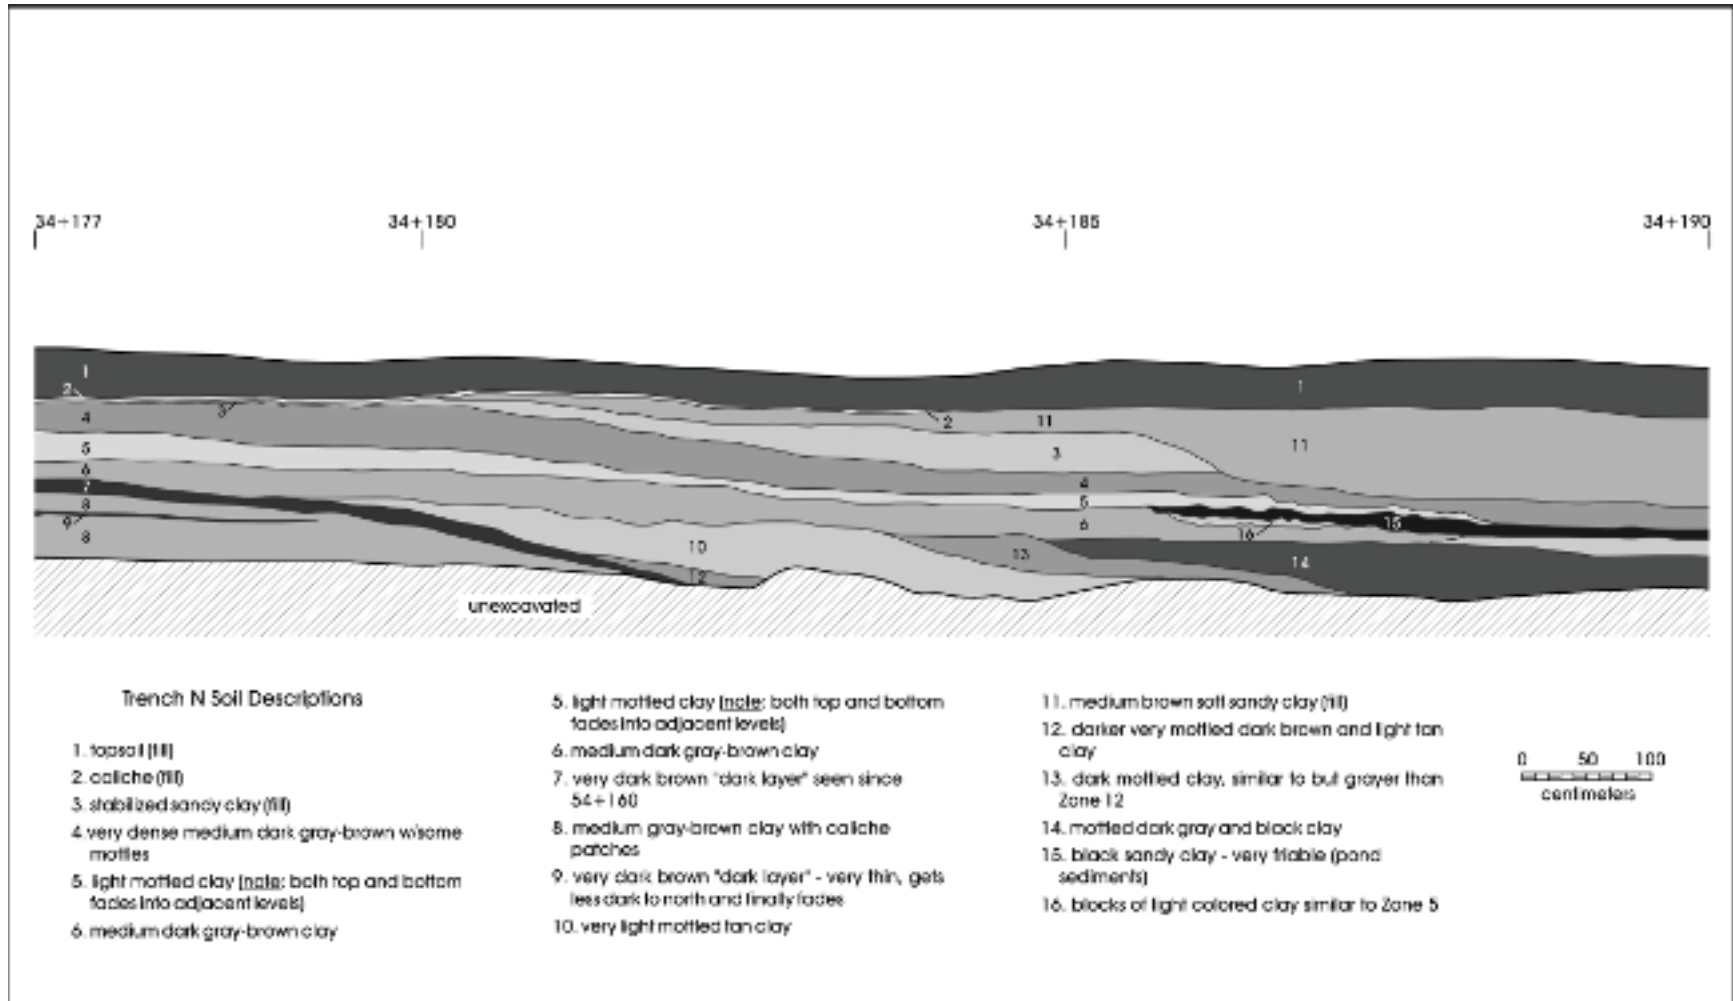 34+177 34+180 34+185 34+190
1
1
2
3
4
2
11
11
5
3
6
4
7
5
8
6
15
9
16
8
10
13
14
12
unexcavated
Trench N Soil Descriptions
1. topsoil (fill)
2. caliche (fill)
3. stabilized sandy clay (fill)
4 very dense medium dark gray-brown w/some
mottles
5. light mottled clay (note: both top and bottom
fades into adjacent levels)
6. medium dark gray-brown clay
5. light mottled clay (note: both top and bottom
fades into adjacent levels)
6. medium dark gray-brown clay
7. very dark brown "dark layer" seen since
54+160
8. medium gray-brown clay with caliche
patches
9. very dark brown "dark layer" - very thin, gets
less dark to north and finally fades
10. very light mottled tan clay
11. medium brown soft sandy clay (fill)
12. darker very mottled dark brown and light tan
clay
13. dark mottled clay, similar to but grayer than
Zone 12
14. mottled dark gray and black clay
15. black sandy clay - very friable (pond
sediments)
16. blocks of light colored clay similar to Zone 5
0 50 100
centimeters